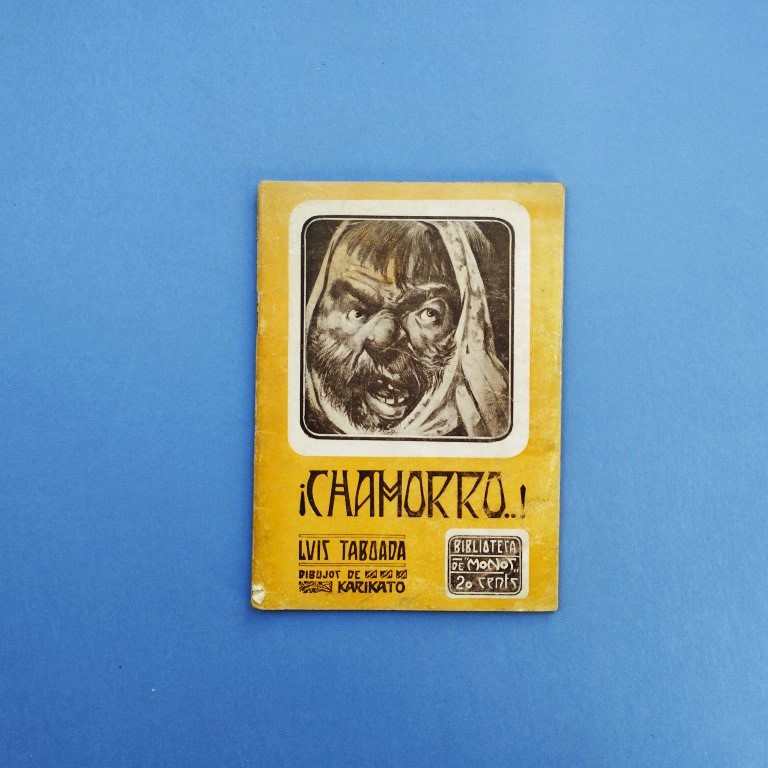 ¡CHAMORRO..!
LUIS TABOADA
DIBUJOS DE
KARIKATO
BIBLIOTECA
DE "MONOS"
20 CENTS